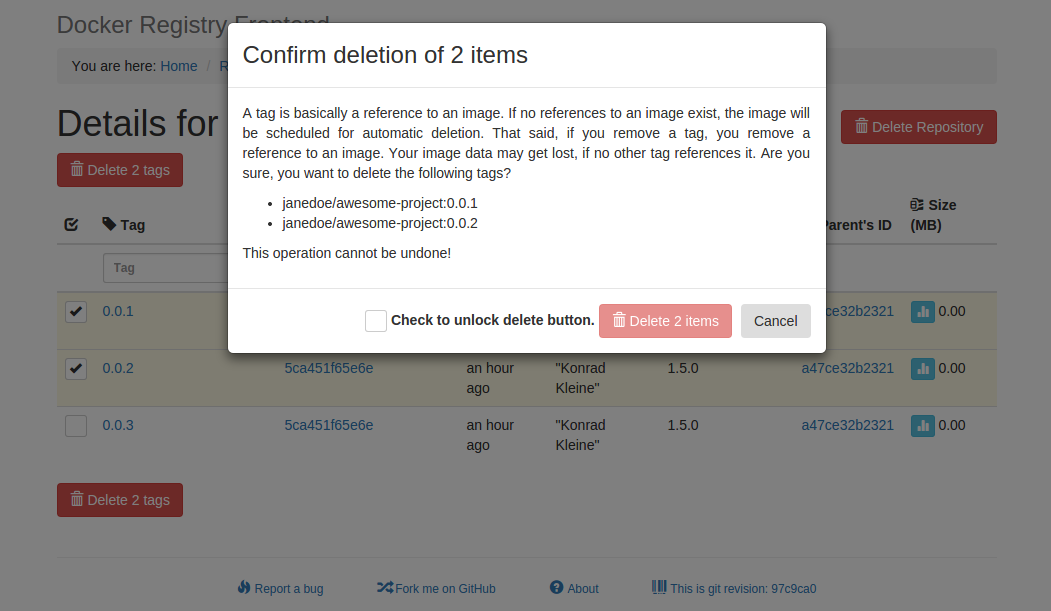 Docker Registry Frontend
Confirm deletion of 2 items
You are here: Home / R
A tag is basically a reference to an image. If no references to an image exist, the image will
be scheduled for automatic deletion. That said, if you remove a tag, you remove a
reference to an image. Your image data may get lost, if no other tag references it. Are you
sure, you want to delete the following tags?
• janedoe/awesome-project:0.0.1
• janedoe/awesome-project:0.0.2
This operation cannot be undone!
Check to unlock delete button. Delete 2 items Cancel
Details for
Delete Repository
Delete 2 tags
Tag Parent's ID Size
(MB)
Tag
0.0.1 ce32b2321 0.00
0.0.2 5ca451f65e6e an hour "Konrad 1.5.0 a47ce32b2321 0.00
ago Kleine"
0.0.3 5ca451f65e6e an hour "Konrad 1.5.0 a47ce32b2321 0.00
ago Kleine"
Delete 2 tags
Report a bug Fork me on GitHub About This is git revision: 97c9ca0